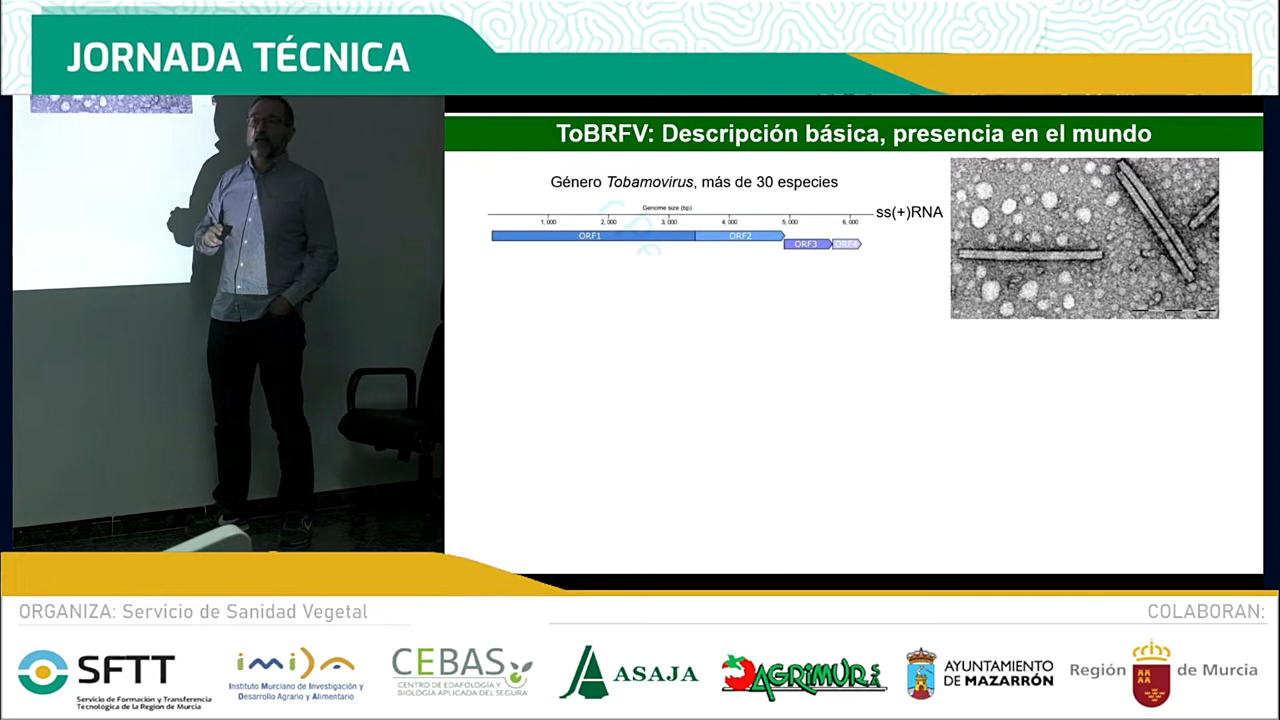 JORNADA TÉCNICA
ToBRFV: Descripción básica, presencia en el mundo
Género Tobamovirus, más de 30 especies
Genome size (bp)
1,000 2,000 3,000 4,000 5,000 6,000
ss(+)RNA
ORF1 ORF2
ORF3 ORF4
ORGANIZA: Servicio de Sanidad Vegetal
COLABORAN:
SFTT
Servicio de Formación y Transferencia
Tecnológica de la Región de Murcia
imida
Instituto Murciano de Investigación y
Desarrollo Agrario y Alimentario
CEBAS
CENTRO DE EDAFOLOGÍA Y
BIOLOGÍA APLICADA DEL SEGURA
ASAJA
AGRIMUR
AYUNTAMIENTO
DE MAZARRÓN
Región de Murcia